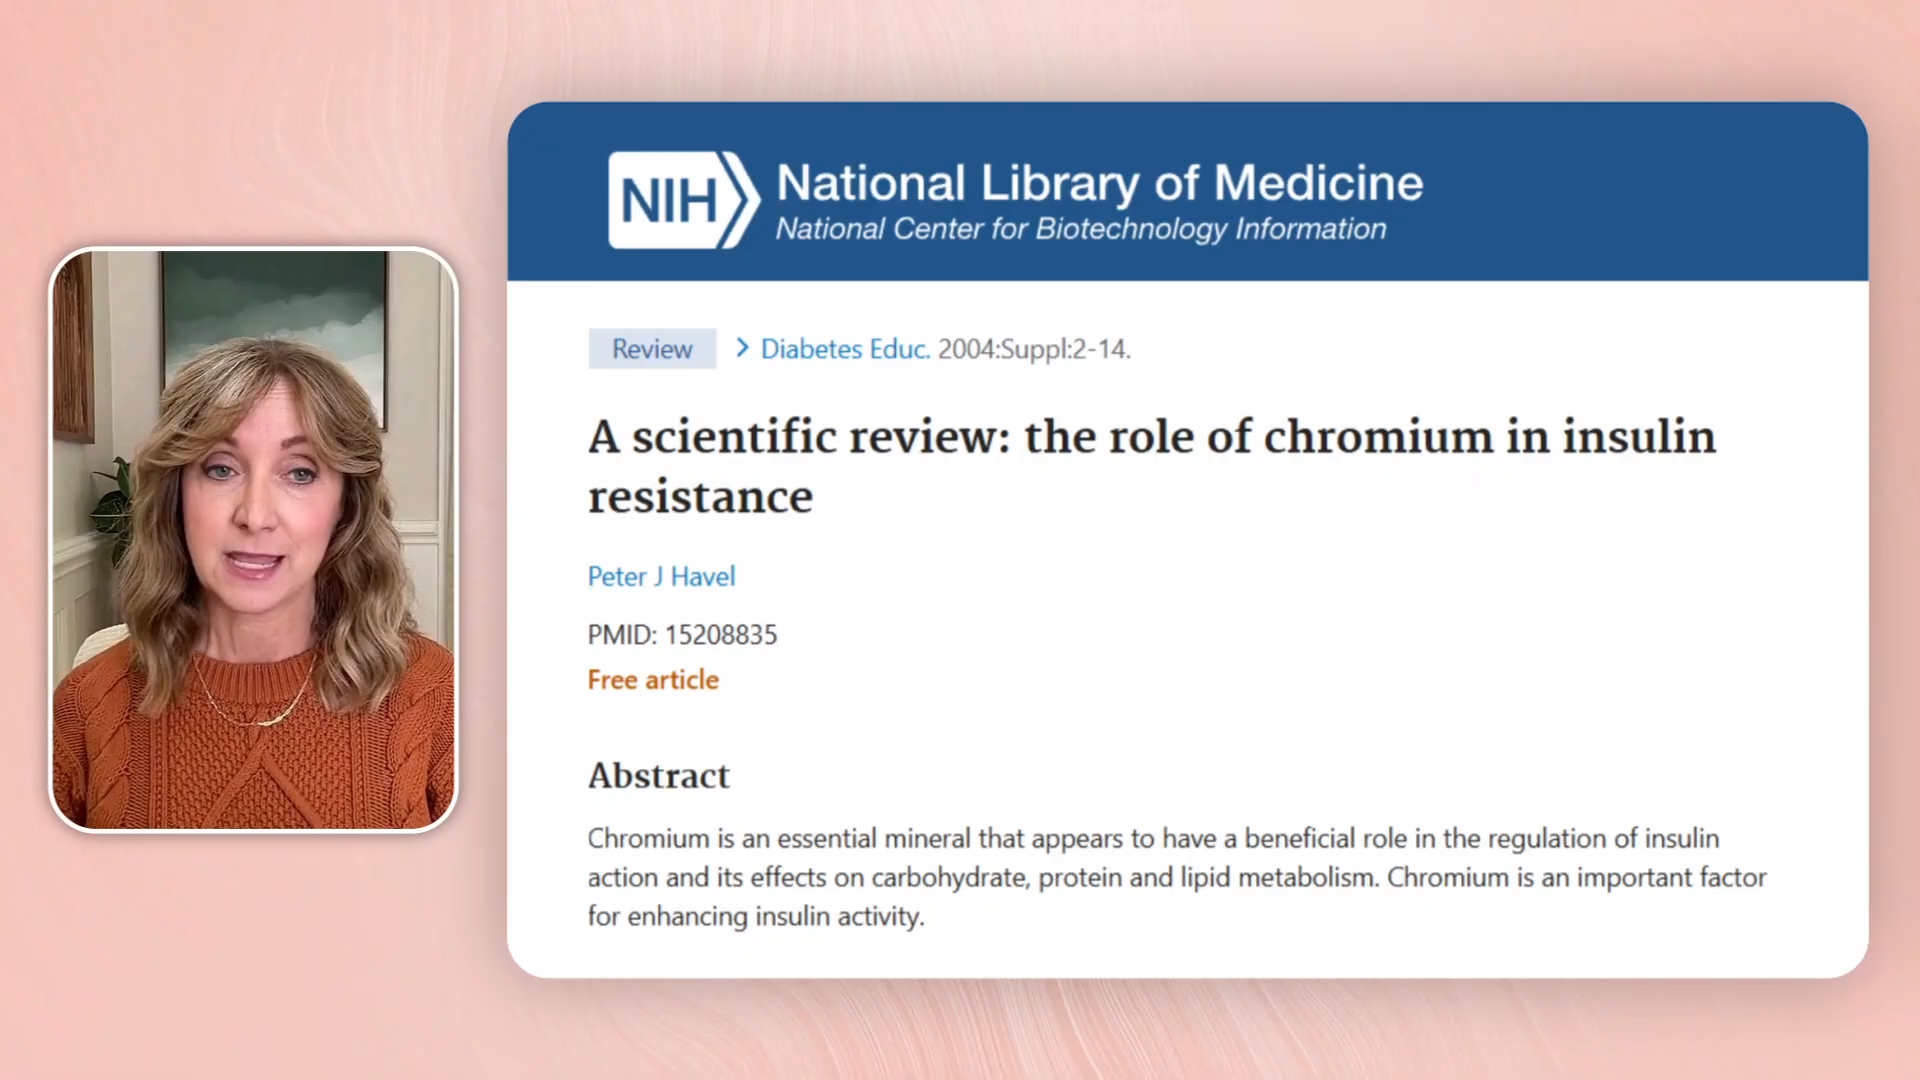 NIH
National Library of Medicine
National Center for Biotechnology Information
Review > Diabetes Educ. 2004:Suppl:2-14.
A scientific review: the role of chromium in insulin
resistance
Peter J Havel
PMID: 15208835
Free article
Abstract
Chromium is an essential mineral that appears to have a beneficial role in the regulation of insulin
action and its effects on carbohydrate, protein and lipid metabolism. Chromium is an important factor
for enhancing insulin activity.